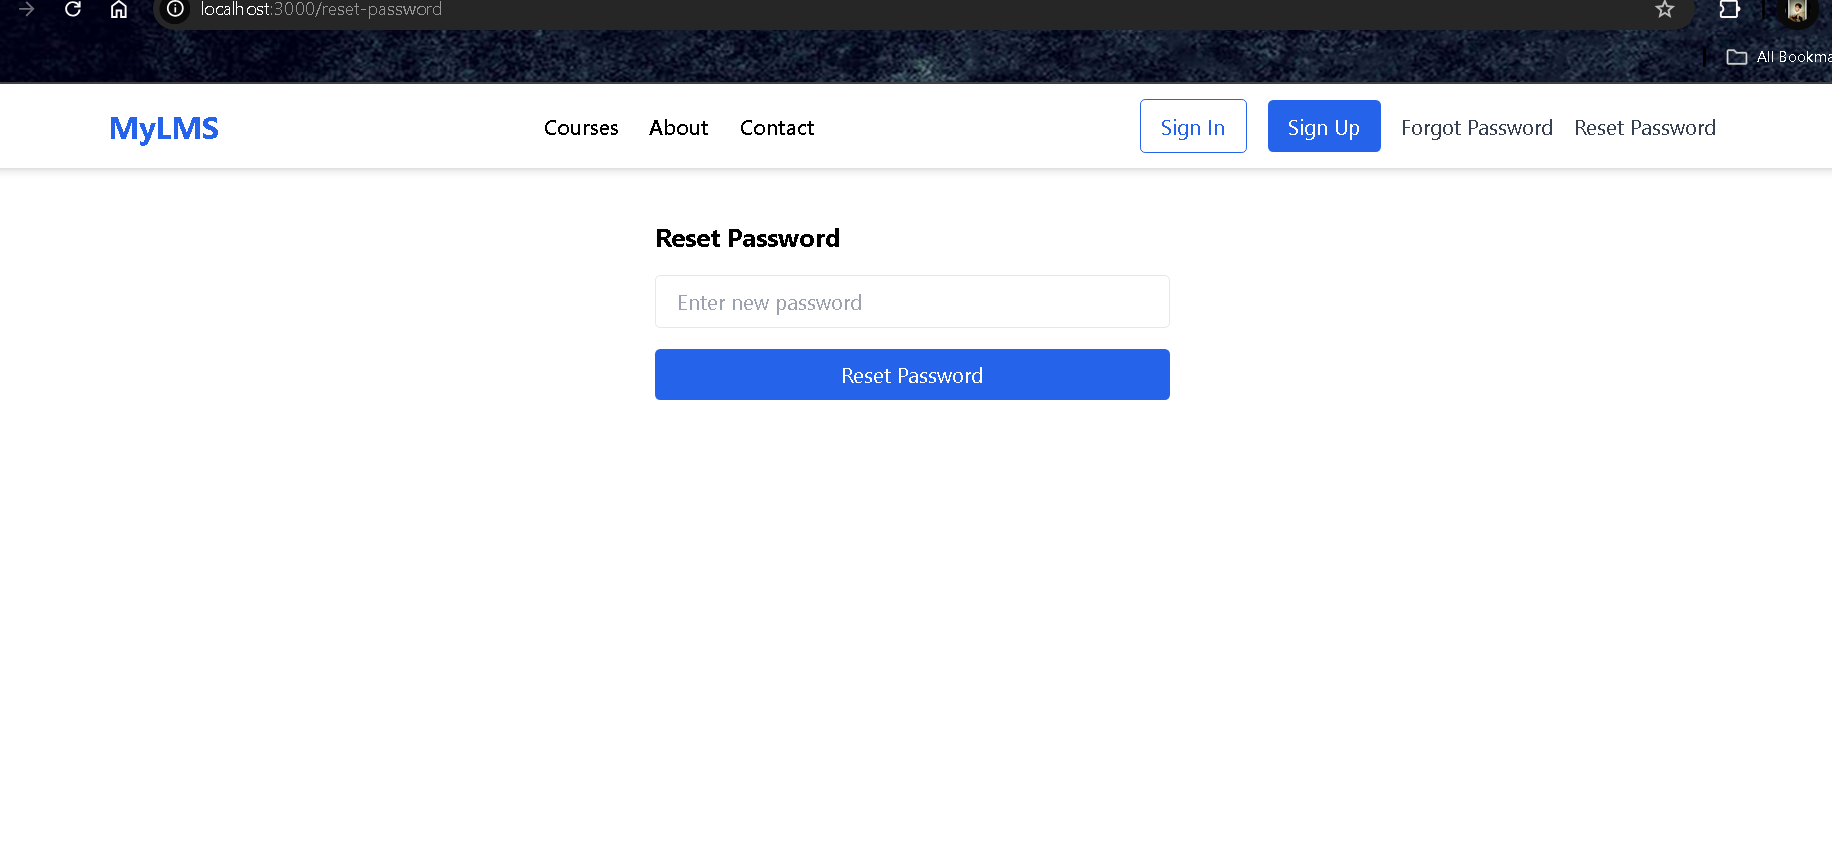 localhost:3000/reset-password
All Bookma
MyLMS Courses About Contact Sign In Sign Up Forgot Password Reset Password
Reset Password
Enter new password
Reset Password